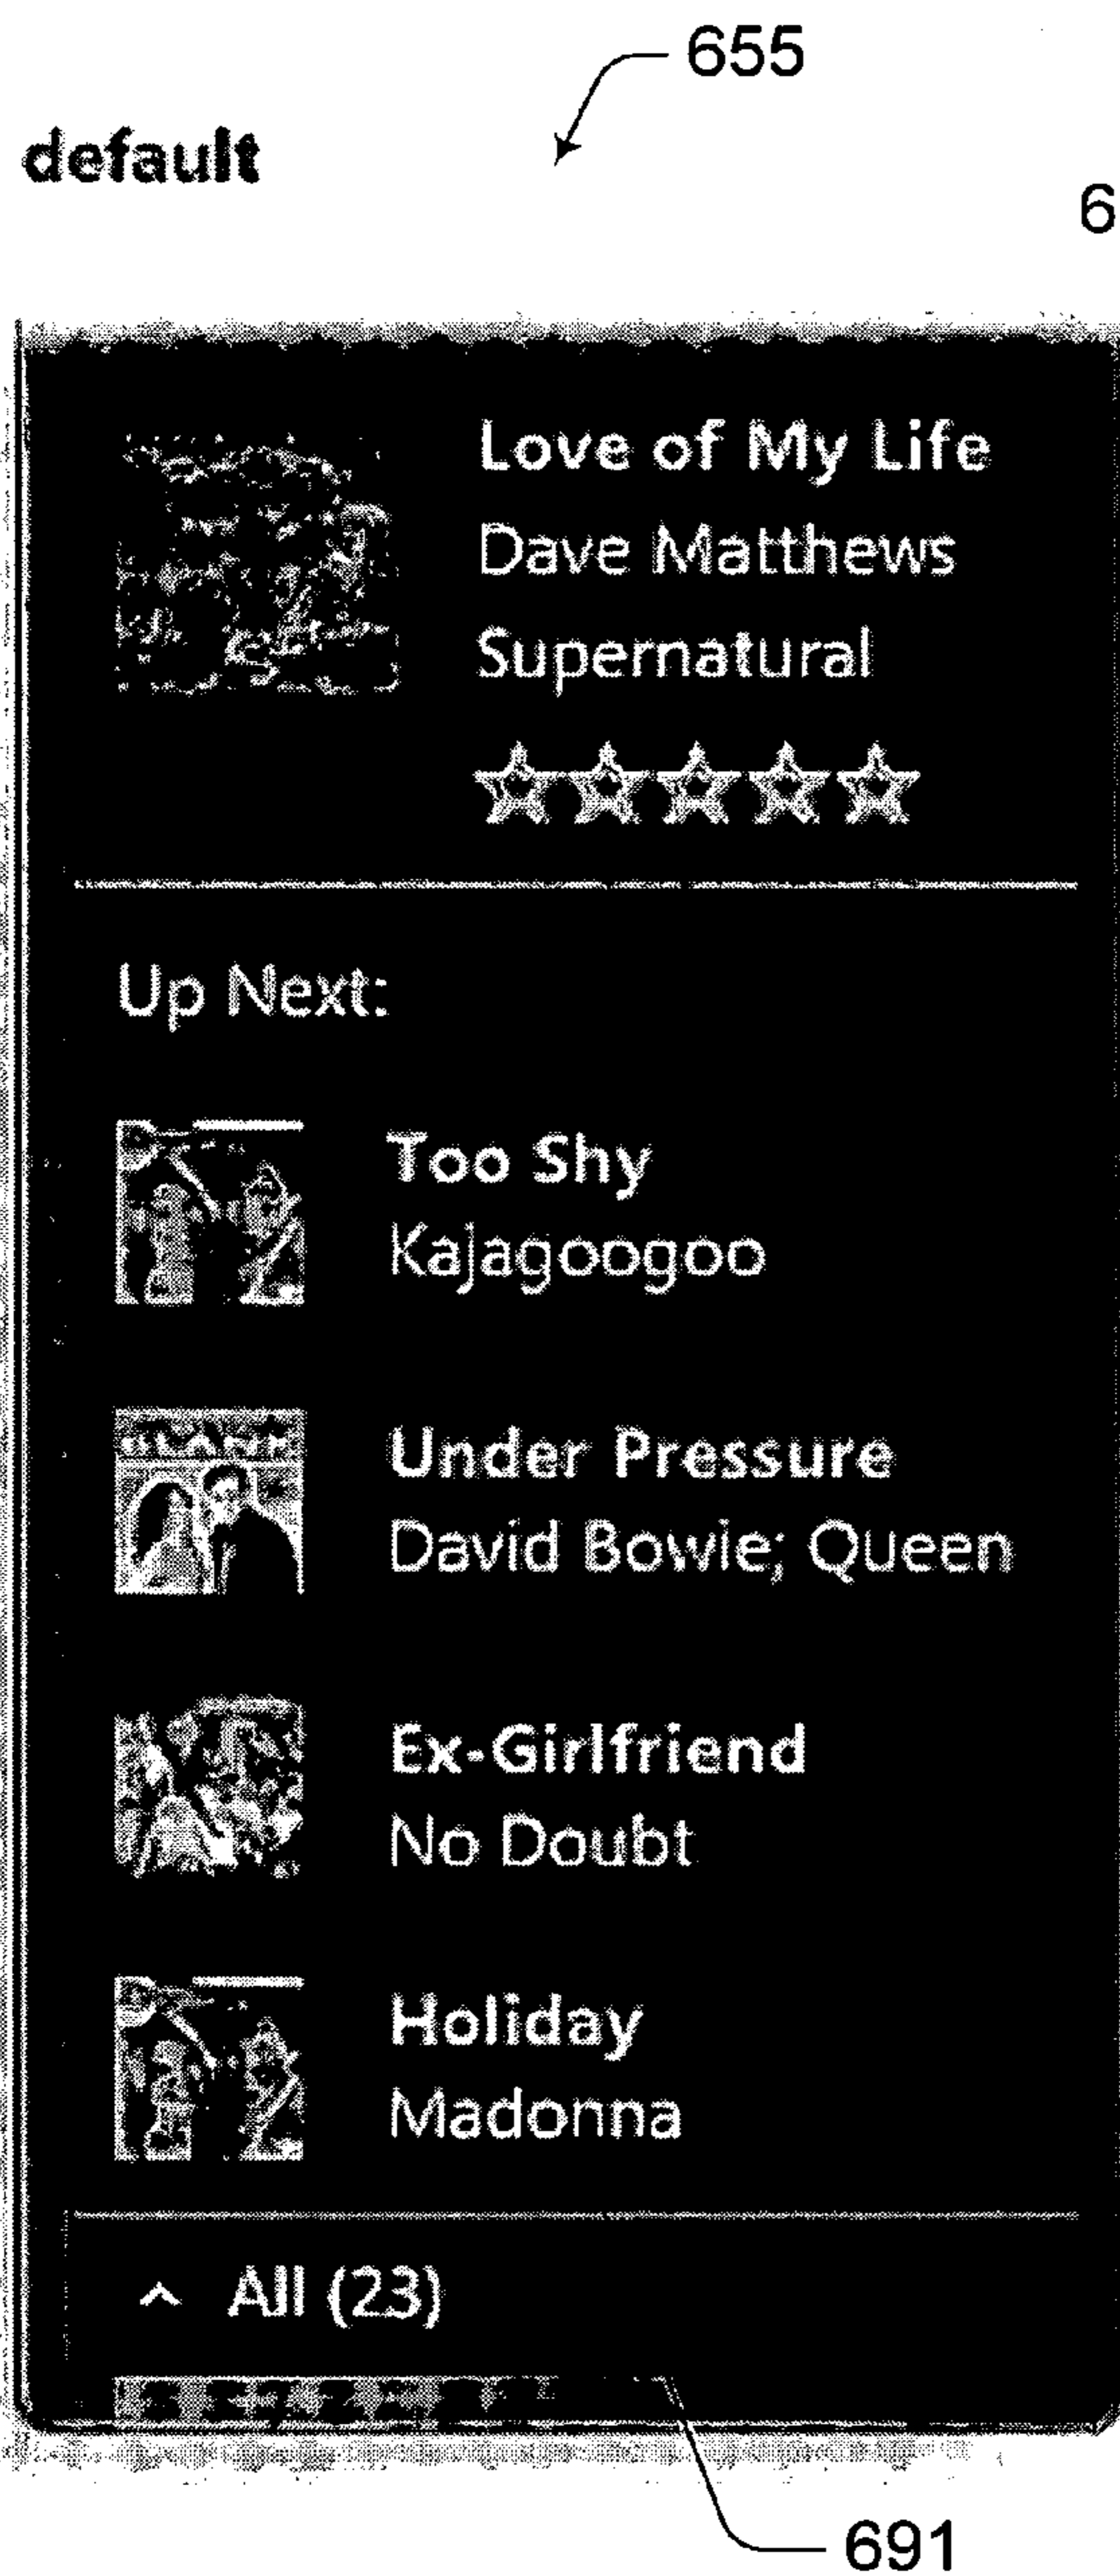 655
default
6
Love of My Life
Dave Matthews
Supernatural
Up Next:
Too Shy
Kajagoogoo
Under Pressure
David Bowie; Queen
Ex-Girlfriend
No Doubt
Holiday
Madonna
^ All (23)
691